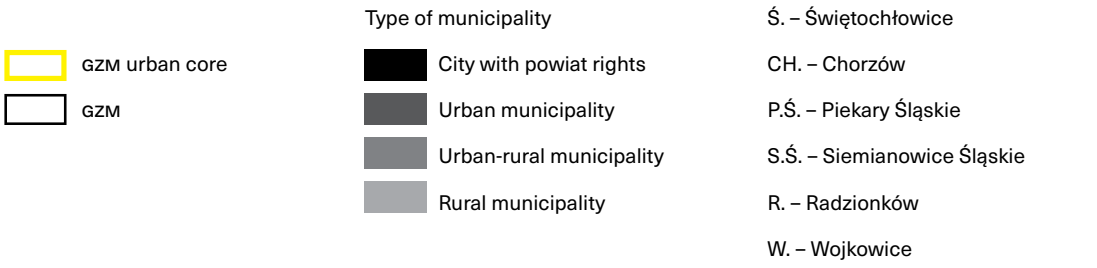 GZM urban core
GZM
Type of municipality
City with powiat rights
Urban municipality
Urban-rural municipality
Rural municipality
Ś. – Świętochłowice
CH. – Chorzów
P.Ś. – Piekary Śląskie
S.Ś. – Siemianowice Śląskie
R. – Radzionków
W. – Wojkowice